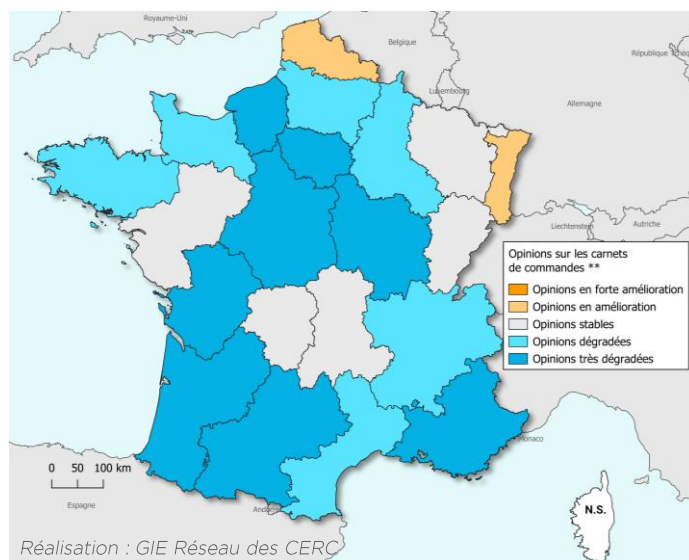 Royaume-Uni
Belgique
République Tchèque
Luxembourg
Allemagne
Liechtenstein
Autriche
Opinions sur les carnets
de commandes **
Opinions en forte amélioration
Opinions en amélioration
Opinions stables
Opinions dégradées
Opinions très dégradées
Monaco
0 50 100 km
Espagne
Andorre
N.S.
Réalisation : GIE Réseau des CERC